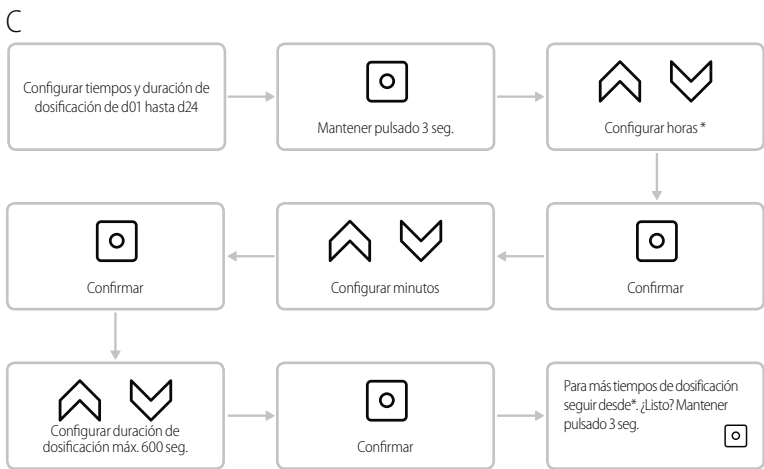 C
Configurar tiempos y duración de
dosificación de d01 hasta d24
Mantener pulsado 3 seg.
Configurar horas *
Confirmar
Configurar minutos
Confirmar
Configurar duración de
dosificación máx. 600 seg.
Confirmar
Para más tiempos de dosificación
seguir desde*. ¿Listo? Mantener
pulsado 3 seg.